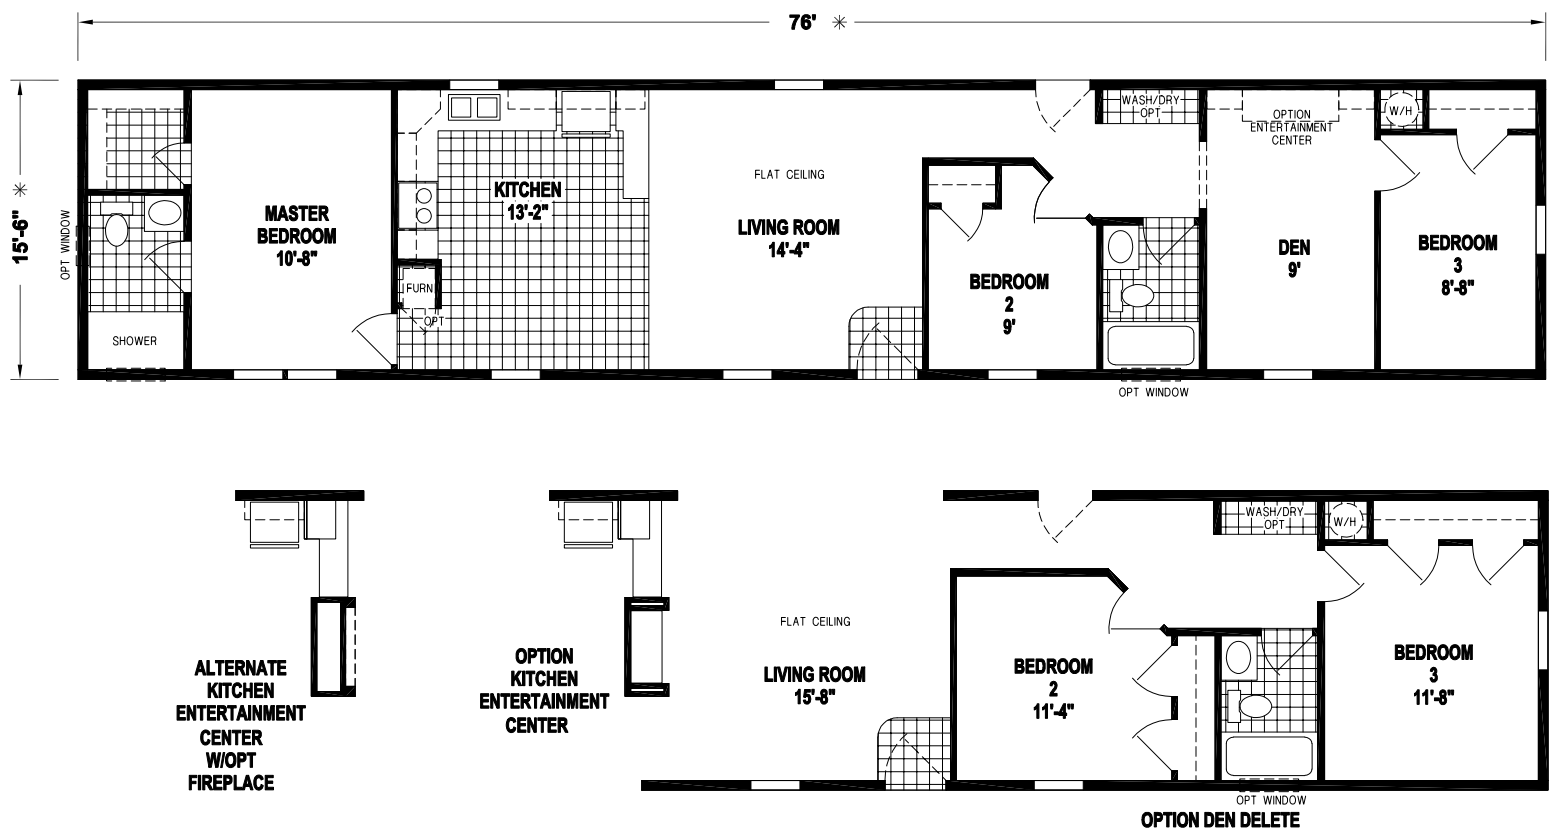 76' ✳
15'-6" ✳
OPT WINDOW
SHOWER
MASTER
BEDROOM
10'-8"
KITCHEN
13'-2"
FURN
OPT
FLAT CEILING
LIVING ROOM
14'-4"
BEDROOM
2
9'
WASH/DRY
OPT
OPT WINDOW
OPTION
ENTERTAINMENT
CENTER
DEN
9'
W/H
BEDROOM
3
8'-8"
ALTERNATE
KITCHEN
ENTERTAINMENT
CENTER
W/OPT
FIREPLACE
OPTION
KITCHEN
ENTERTAINMENT
CENTER
FLAT CEILING
LIVING ROOM
15'-8"
BEDROOM
2
11'-4"
WASH/DRY
OPT
W/H
BEDROOM
3
11'-8"
OPT WINDOW
OPTION DEN DELETE